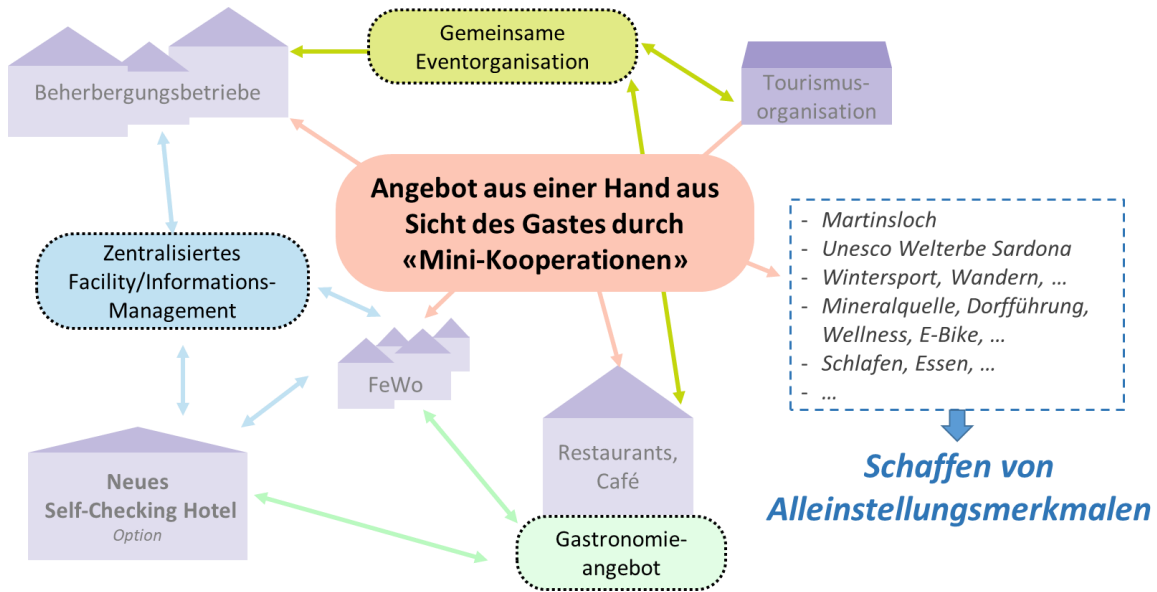 Gemeinsame
Eventorganisation
Beherbergungsbetriebe
Tourismus-
organisation
Angebot aus einer Hand aus
Sicht des Gastes durch
«Mini-Kooperationen»
- Martinsloch
- Unesco Welterbe Sardona
- Wintersport, Wandern, …
- Mineralquelle, Dorfführung,
Wellness, E-Bike, …
- Schlafen, Essen, …
- …
Zentralisiertes
Facility/Informations-
Management
FeWo
Restaurants,
Café
Schaffen von
Alleinstellungsmerkmalen
Neues
Self-Checking Hotel
Option
Gastronomie-
angebot